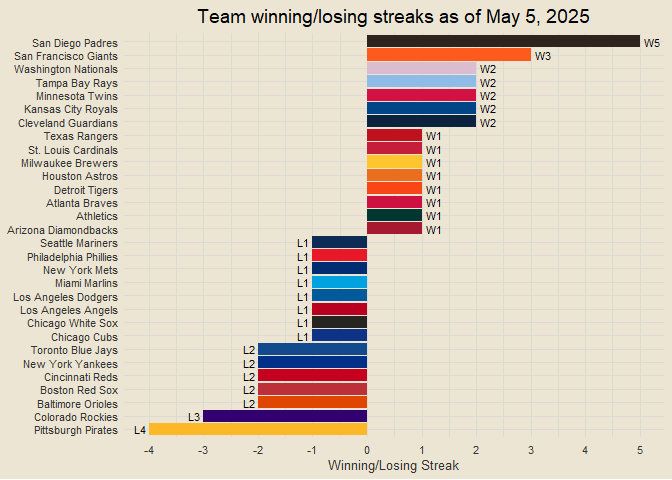 Team winning/losing streaks as of May 5, 2025
San Diego Padres W5
San Francisco Giants W3
Washington Nationals W2
Tampa Bay Rays W2
Minnesota Twins W2
Kansas City Royals W2
Cleveland Guardians W2
Texas Rangers W1
St. Louis Cardinals W1
Milwaukee Brewers W1
Houston Astros W1
Detroit Tigers W1
Atlanta Braves W1
Athletics W1
Arizona Diamondbacks W1
Seattle Mariners L1
Philadelphia Phillies L1
New York Mets L1
Miami Marlins L1
Los Angeles Dodgers L1
Los Angeles Angels L1
Chicago White Sox L1
Chicago Cubs L1
Toronto Blue Jays L2
New York Yankees L2
Cincinnati Reds L2
Boston Red Sox L2
Baltimore Orioles L2
Colorado Rockies L3
Pittsburgh Pirates L4
-4 -3 -2 -1 0 1 2 3 4 5
Winning/Losing Streak